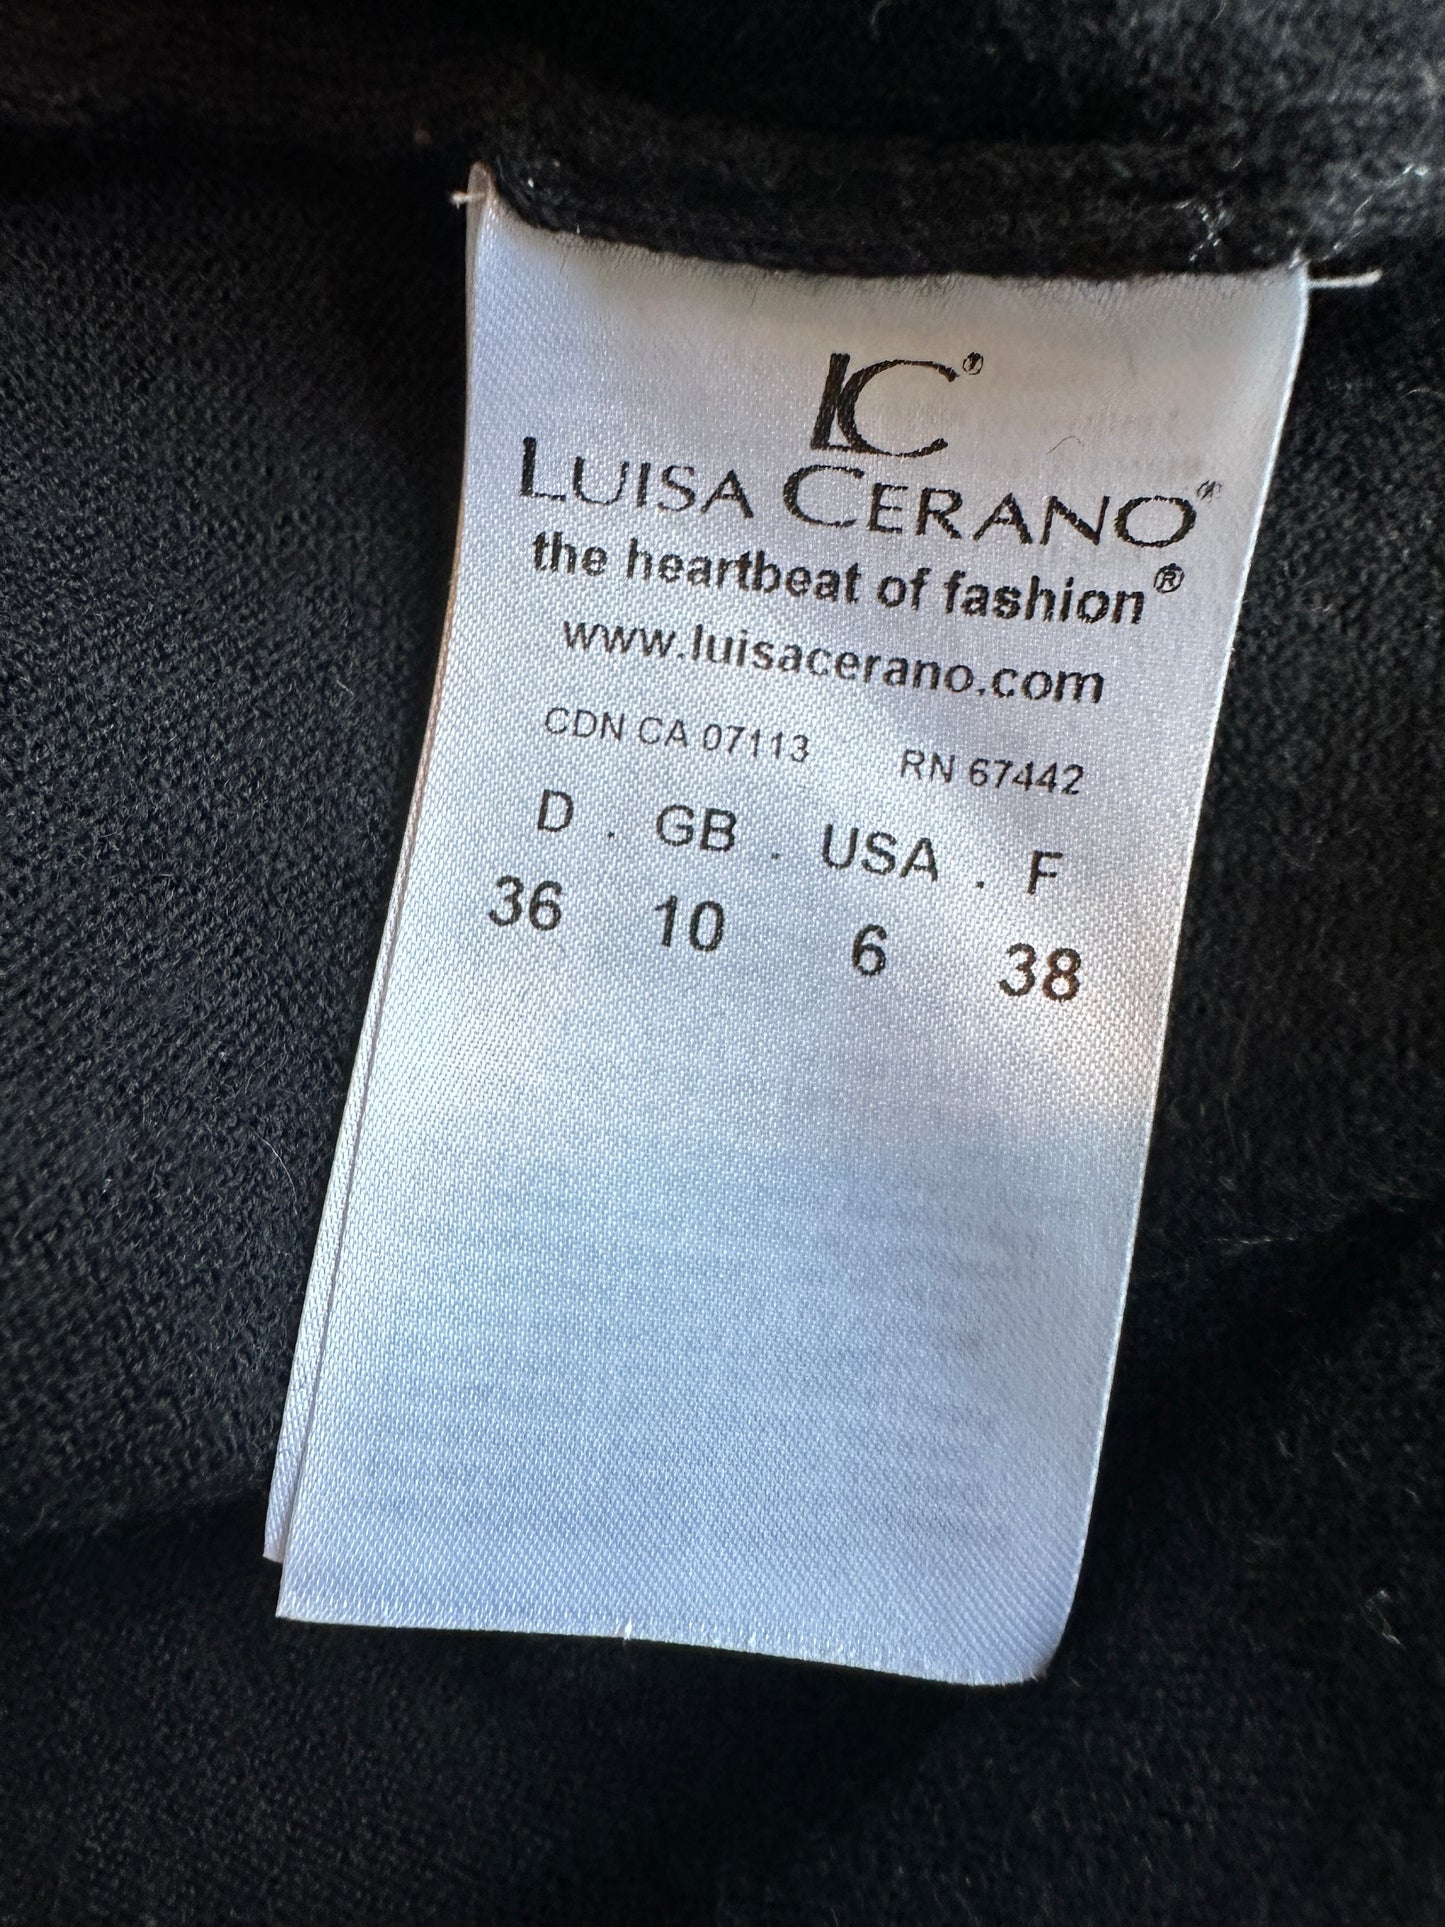 LC®
LUISA CERANO®
the heartbeat of fashion®
www.luisacerano.com
CDN CA 07113 RN 67442
D . GB . USA . F
36 10 6 38